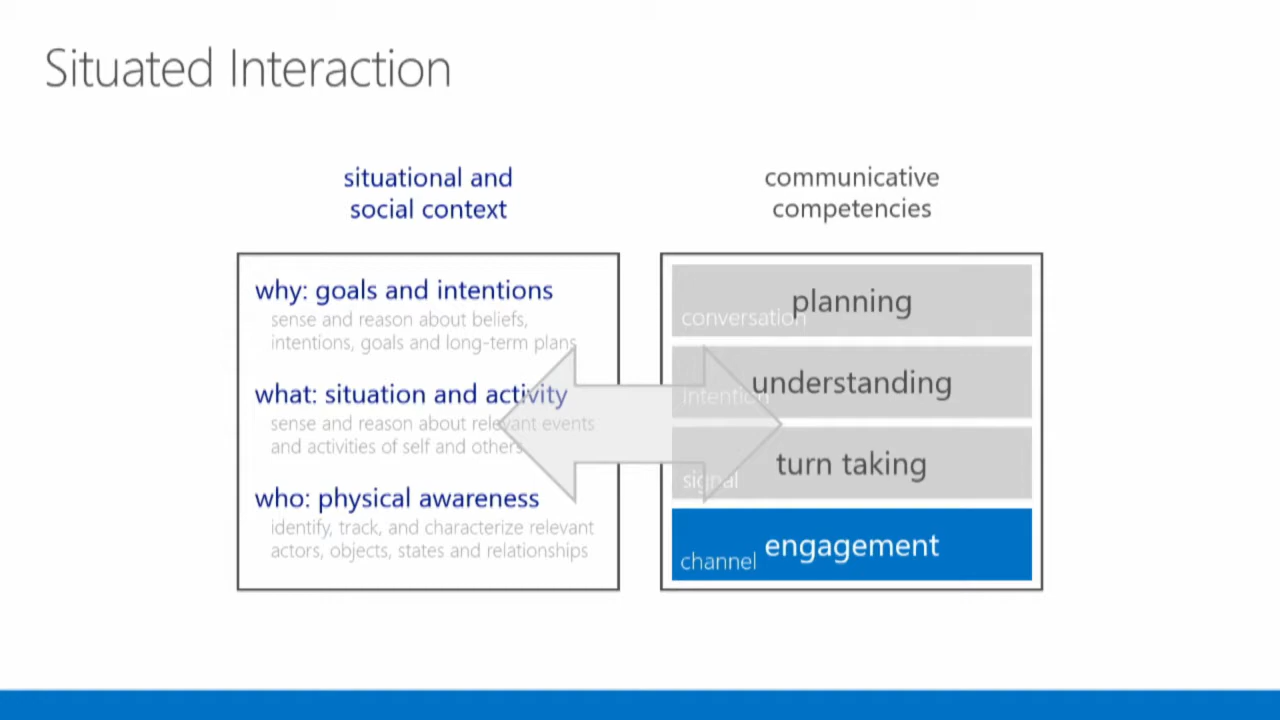 Situated Interaction
situational and
social context
why: goals and intentions
sense and reason about beliefs,
intentions, goals and long-term plans
what: situation and activity
sense and reason about relevant events
and activities of self and others
who: physical awareness
identify, track, and characterize relevant
actors, objects, states and relationships
communicative
competencies
planning
conversation
understanding
intention
turn taking
signal
engagement
channel